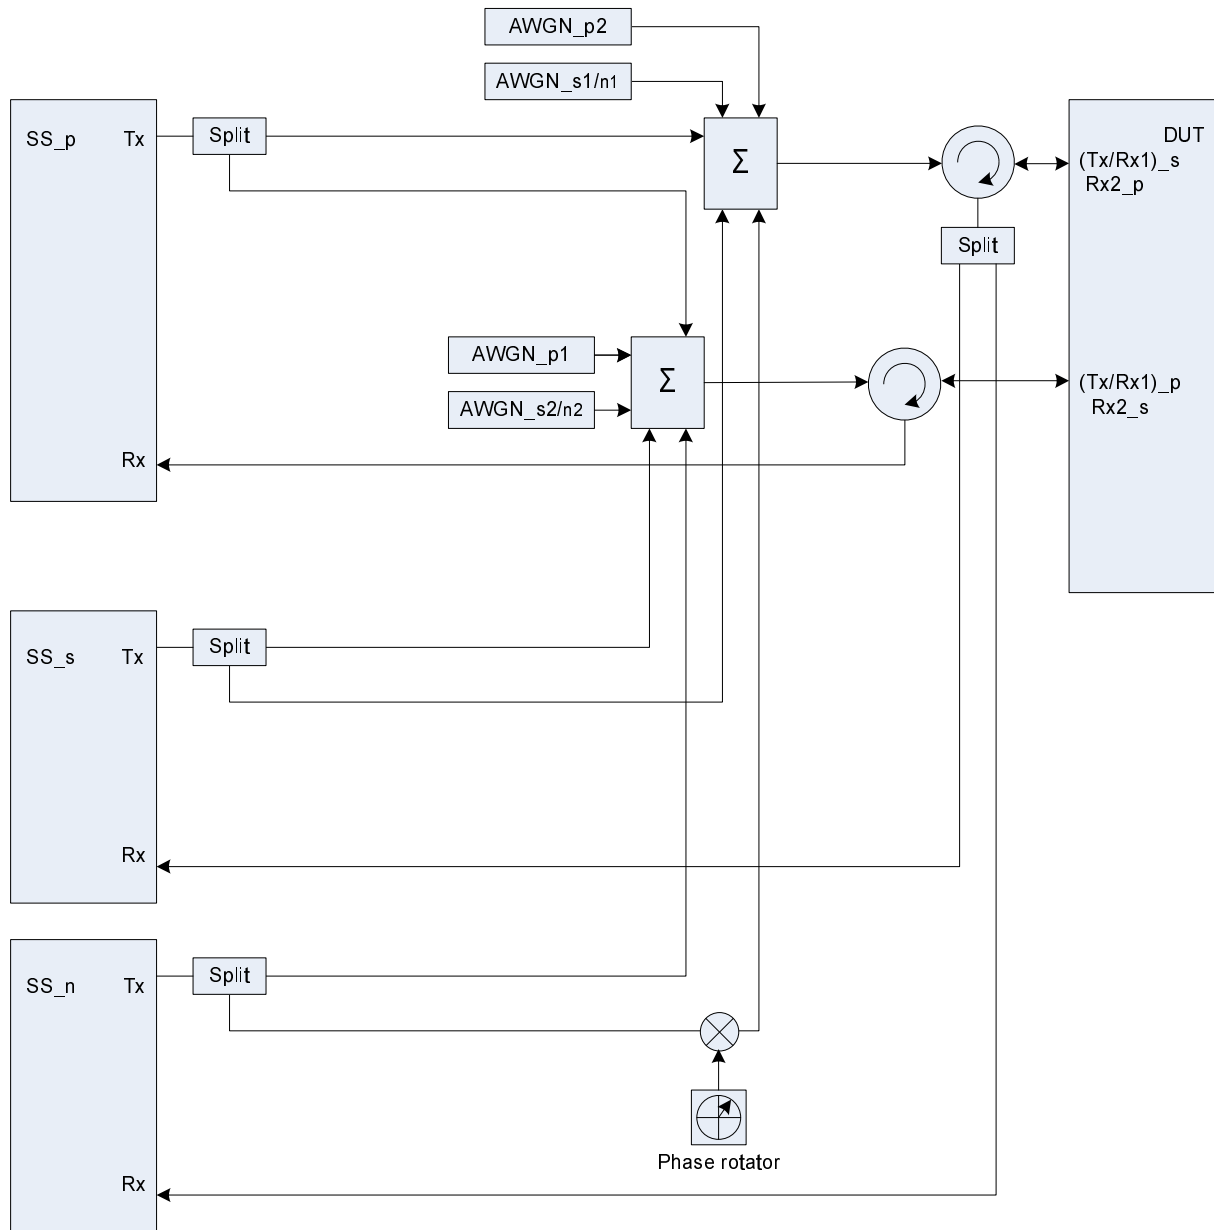 AWGN_p2
AWGN_s1/n1
SS_p Tx
Split
Σ
DUT
(Tx/Rx1)_s
Rx2_p
Split
AWGN_p1
Σ
AWGN_s2/n2
(Tx/Rx1)_p
Rx2_s
Rx
SS_s Tx
Split
Rx
SS_n Tx
Split
Phase rotator
Rx